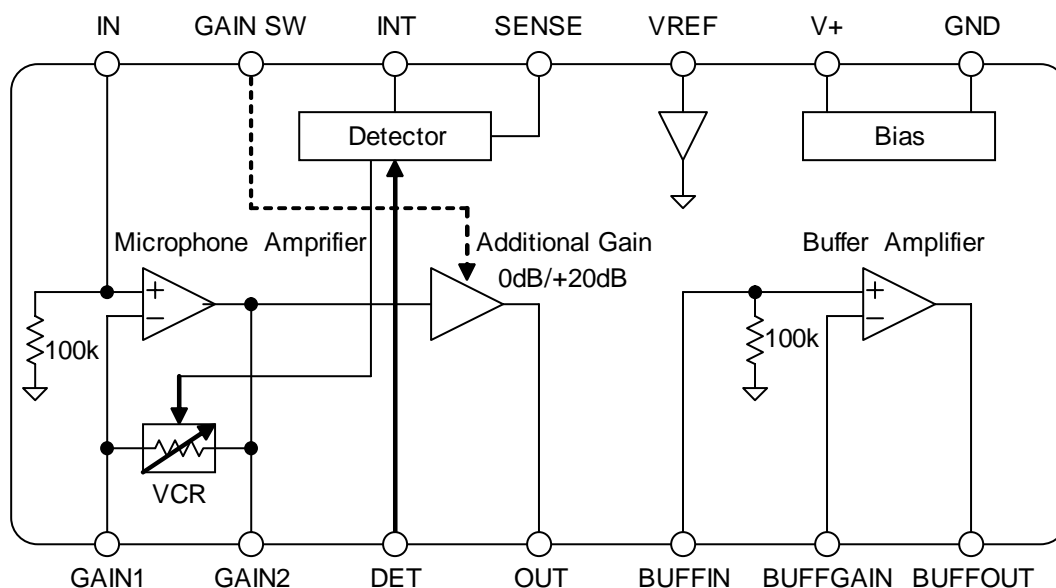 IN GAIN SW INT SENSE VREF V+ GND
Detector
Bias
Microphone Amprifier
Additional Gain
0dB/+20dB
Buffer Amplifier
+
−
100k
+
−
100k
VCR
GAIN1 GAIN2 DET OUT BUFFIN BUFFGAIN BUFFOUT